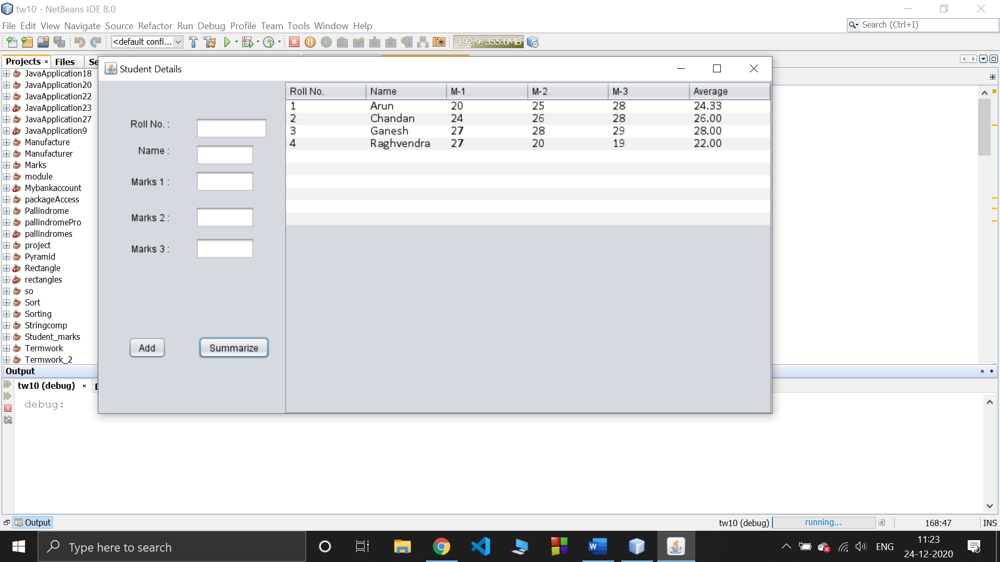 tw10 - NetBeans IDE 8.0
File Edit View Navigate Source Refactor Run Debug Profile Team Tools Window Help
Search (Ctrl+I)
<default confi...
192.9/355.0MB
Projects Files Se
Student Details
JavaApplication18
JavaApplication20
JavaApplication22
JavaApplication23
JavaApplication27
JavaApplication9
Manufacture
Manufacturer
Marks
module
Mybankaccount
packageAccess
Pallindrome
pallindromePro
pallindromes
project
Pyramid
Rectangle
rectangles
so
Sort
Sorting
Stringcomp
Student_marks
Termwork
Termwork_2
Roll No. :
Name :
Marks 1 :
Marks 2 :
Marks 3 :
Add Summarize
Roll No. Name M-1 M-2 M-3 Average
1 Arun 20 25 28 24.33
2 Chandan 24 26 28 26.00
3 Ganesh 27 28 29 28.00
4 Raghvendra 27 20 19 22.00
Output
tw10 (debug)
debug:
Output
tw10 (debug) running... 168:47 INS
Type here to search
ENG
11:23
24-12-2020